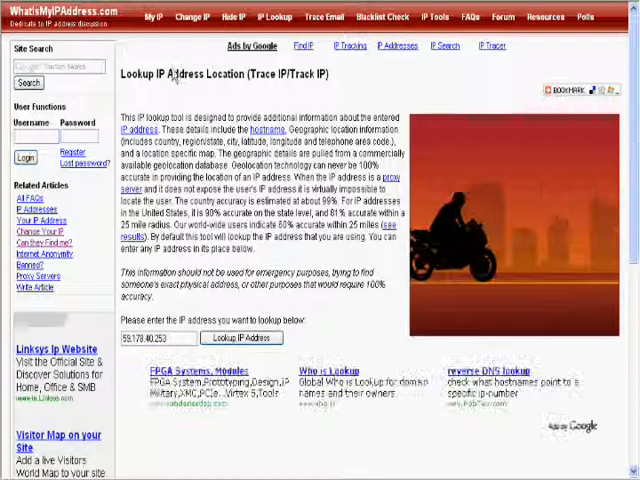 WhatIsMyIPAddress.com
Dedicate to IP address discussion
My IP Change IP Hide IP IP Lookup Trace Email Blacklist Check IP Tools FAQs Forum Resources Polls
Site Search
Search
User Functions
Username Password
Login
Register
Lost password?
Related Articles
All FAQs
IP Addresses
Your IP Address
Change Your IP
Can they Find me?
Internet Anonymity
Banned?
Proxy Servers
Write Article
Linksys Ip Website
Visit the Official Site &
Discover Solutions for
Home, Office & SMB
www.in.Linksys.com
Visitor Map on your
Site
Add a live Visitors
World Map to your site
Ads by Google Find IP IP Tracking IP Addresses IP Search IP Tracer
Lookup IP Address Location (Trace IP/Track IP)
BOOKMARK
This IP lookup tool is designed to provide additional information about the entered
IP address. These details include the hostname, Geographic location information
(includes country, region/state, city, latitude, longitude and telephone area code.),
and a location specific map. The geographic details are pulled from a commercially
available geolocation database. Geolocation technology can never be 100%
accurate in providing the location of an IP address. When the IP address is a proxy
server and it does not expose the user's IP address it is virtually impossible to
locate the user. The country accuracy is estimated at about 99%. For IP addresses
in the United States, it is 90% accurate on the state level, and 81% accurate within a
25 mile radius. Our world-wide users indicate 60% accurate within 25 miles (see
results). By default this tool will lookup the IP address that you are using. You can
enter any IP address in its place below.
This information should not be used for emergency purposes, trying to find
someone's exact physical address, or other purposes that would require 100%
accuracy.
Please enter the IP address you want to lookup below:
59.178.40.253 Lookup IP Address
FPGA Systems, Modules
FPGA System,Prototyping,Design,IP
Military,XMC,PCIe...Virtex 5,Tools
Who is Lookup
Global Who is Lookup for domain
names and their owners.
reverse DNS lookup
check what hostnames point to a
specific ip-number
Ads by Google